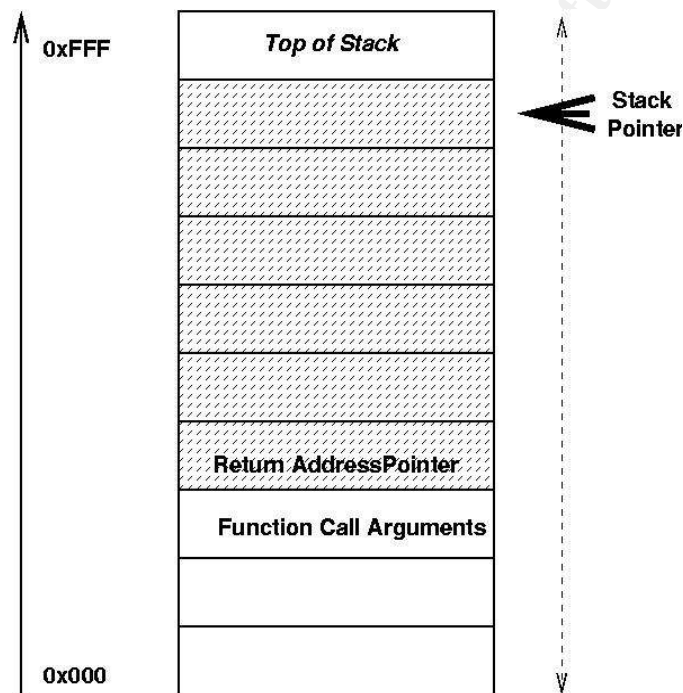 0xFFF
Top of Stack
Stack
Pointer
Return AddressPointer
Function Call Arguments
0x000